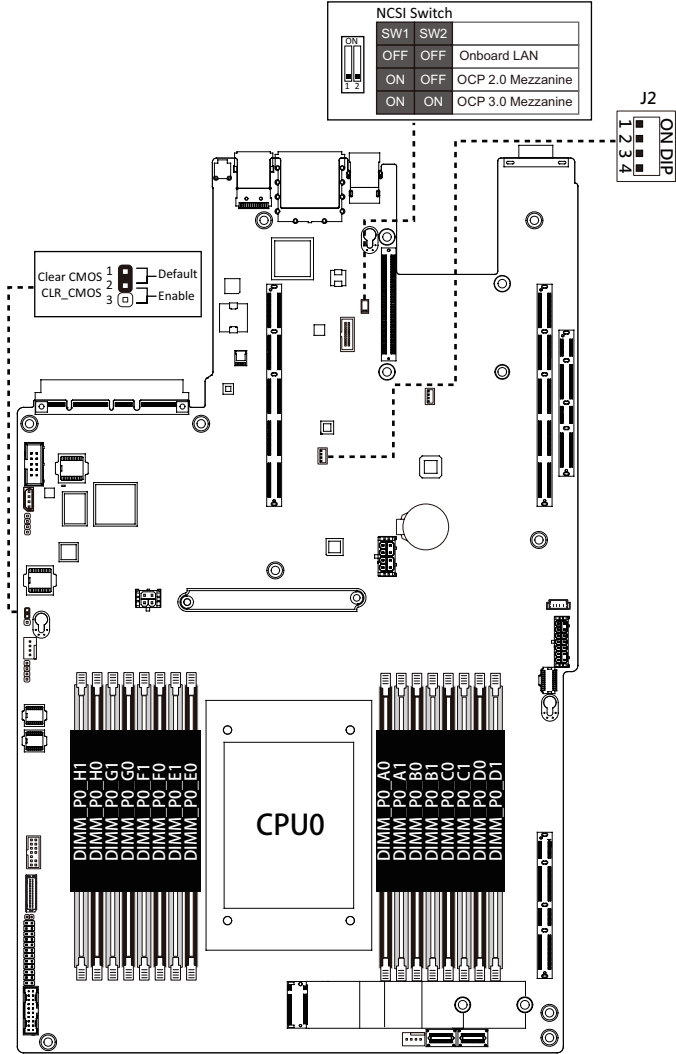 NCSI Switch
SW1 SW2
OFF OFF Onboard LAN
ON OFF OCP 2.0 Mezzanine
ON ON OCP 3.0 Mezzanine
ON
1 2
J2
ON DIP
1 2 3 4
Clear CMOS
CLR_CMOS
1
2
3
Default
Enable
DIMM_P0_H1
DIMM_P0_H0
DIMM_P0_G1
DIMM_P0_G0
DIMM_P0_F1
DIMM_P0_F0
DIMM_P0_E1
DIMM_P0_E0
CPU0
DIMM_P0_A0
DIMM_P0_A1
DIMM_P0_B0
DIMM_P0_B1
DIMM_P0_C0
DIMM_P0_C1
DIMM_P0_D0
DIMM_P0_D1